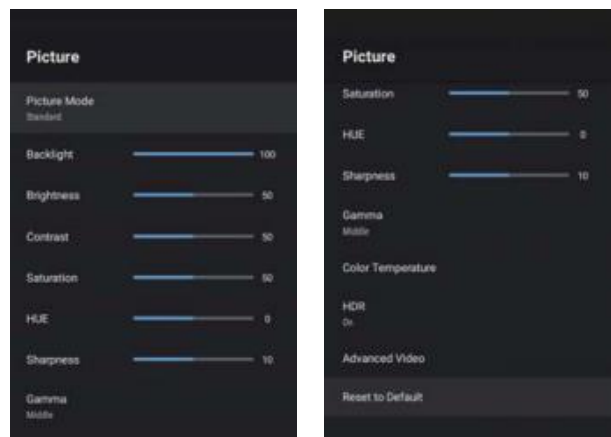 Picture
Picture Mode
Standard
Backlight 100
Brightness 50
Contrast 50
Saturation 50
HUE 0
Sharpness 10
Gamma
Middle
Picture
Saturation 50
HUE 0
Sharpness 10
Gamma
Middle
Color Temperature
HDR
On
Advanced Video
Reset to Default